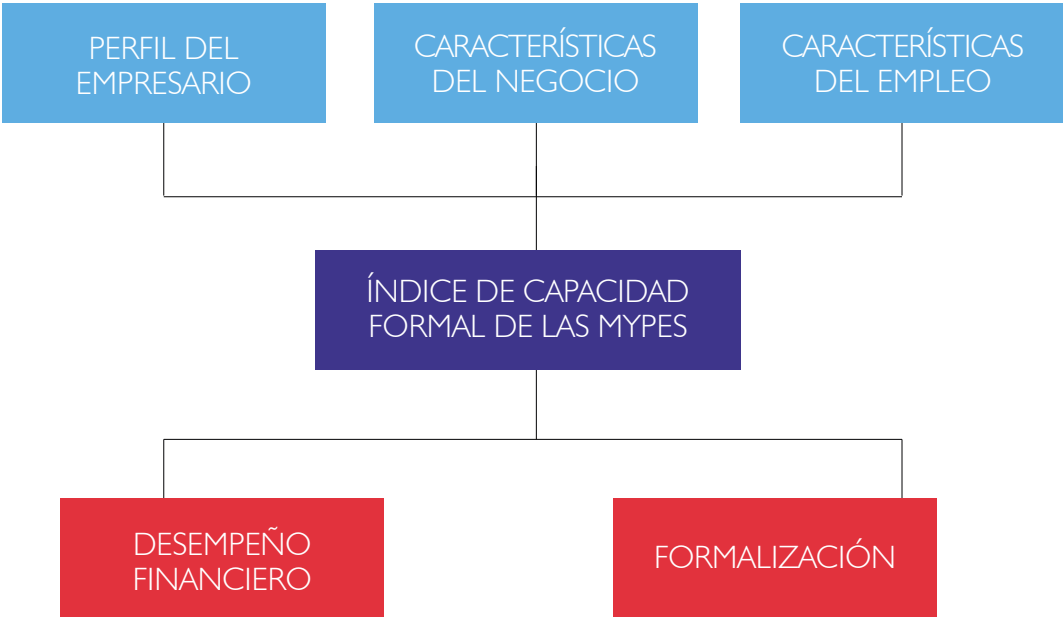 PERFIL DEL
EMPRESARIO
CARACTERÍSTICAS
DEL NEGOCIO
CARACTERÍSTICAS
DEL EMPLEO
ÍNDICE DE CAPACIDAD
FORMAL DE LAS MYPES
DESEMPEÑO
FINANCIERO
FORMALIZACIÓN